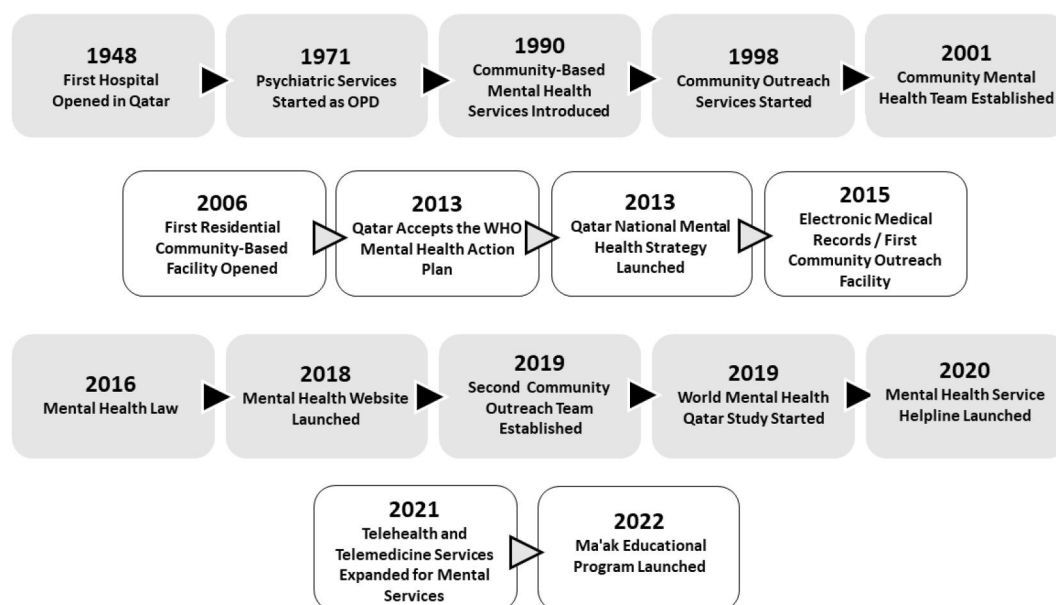 1948
First Hospital
Opened in Qatar
1971
Psychiatric Services
Started as OPD
1990
Community-Based
Mental Health
Services Introduced
1998
Community Outreach
Services Started
2001
Community Mental
Health Team Established
2006
First Residential
Community-Based
Facility Opened
2013
Qatar Accepts the WHO
Mental Health Action
Plan
2013
Qatar National Mental
Health Strategy
Launched
2015
Electronic Medical
Records / First
Community Outreach
Facility
2016
Mental Health Law
2018
Mental Health Website
Launched
2019
Second Community
Outreach Team
Established
2019
World Mental Health
Qatar Study Started
2020
Mental Health Service
Helpline Launched
2021
Telehealth and
Telemedicine Services
Expanded for Mental
Services
2022
Ma'ak Educational
Program Launched